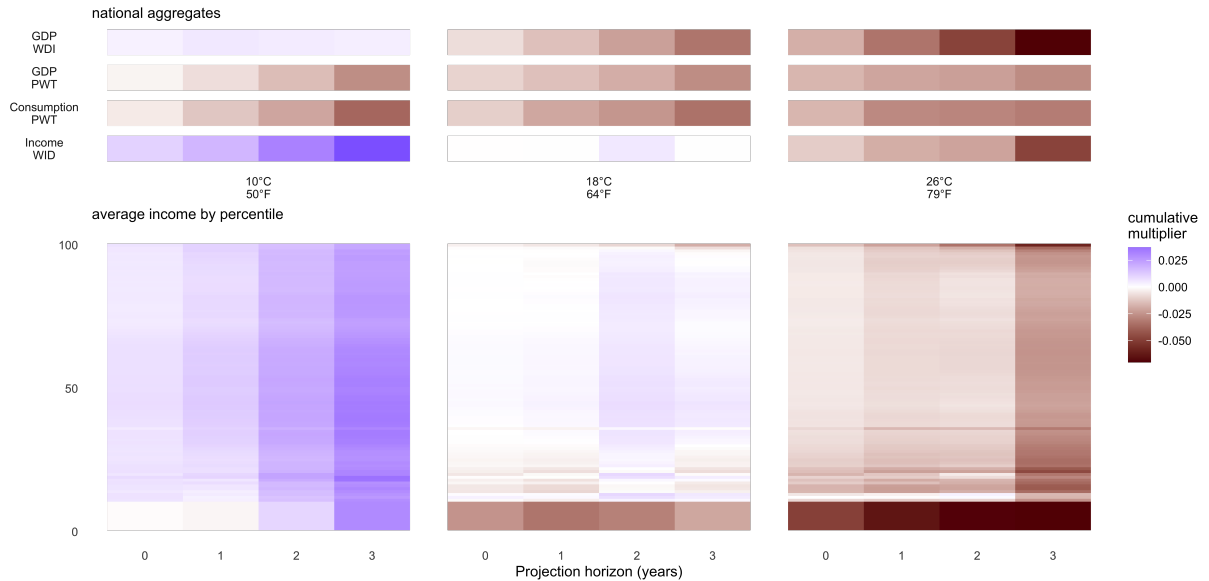 national aggregates
GDP
WDI
GDP
PWT
Consumption
PWT
Income
WID
10°C
50°F
18°C
64°F
26°C
79°F
average income by percentile
100
50
0
0 1 2 3
0 1 2 3
0 1 2 3
Projection horizon (years)
cumulative
multiplier
0.025
0.000
-0.025
-0.050